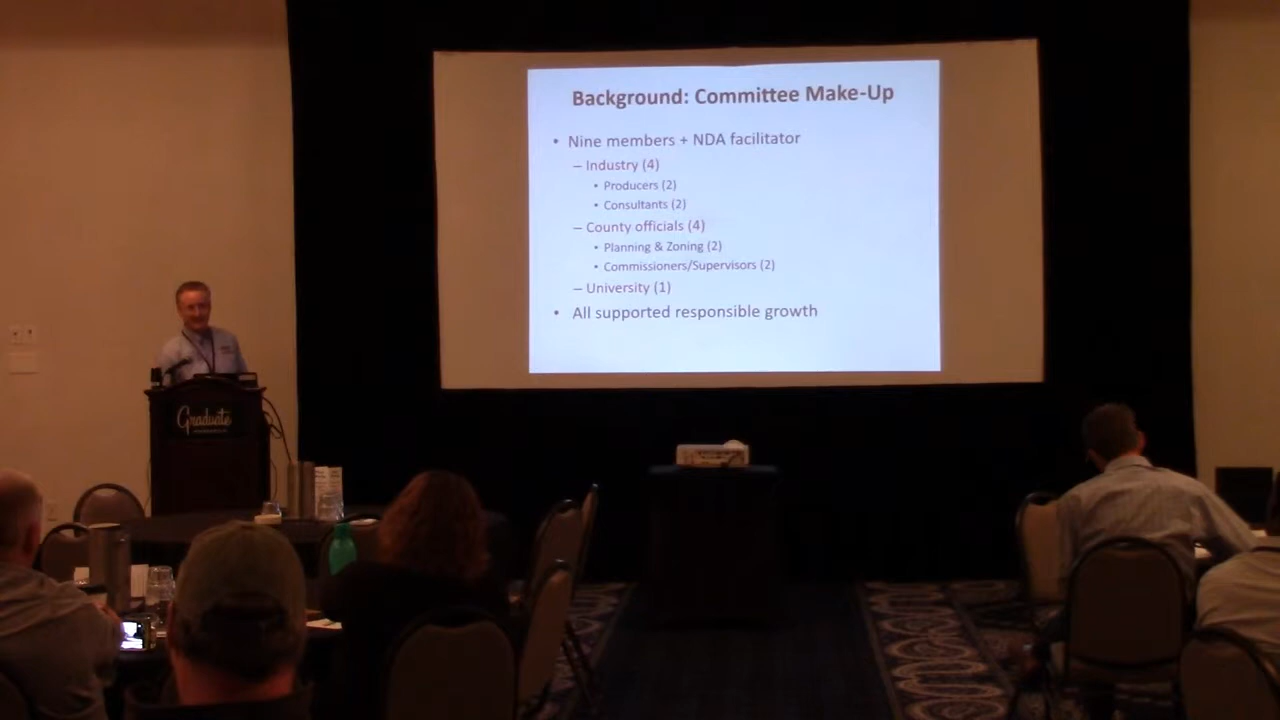 Background: Committee Make-Up
• Nine members + NDA facilitator
– Industry (4)
• Producers (2)
• Consultants (2)
– County officials (4)
• Planning & Zoning (2)
• Commissioners/Supervisors (2)
– University (1)
• All supported responsible growth
Graduate